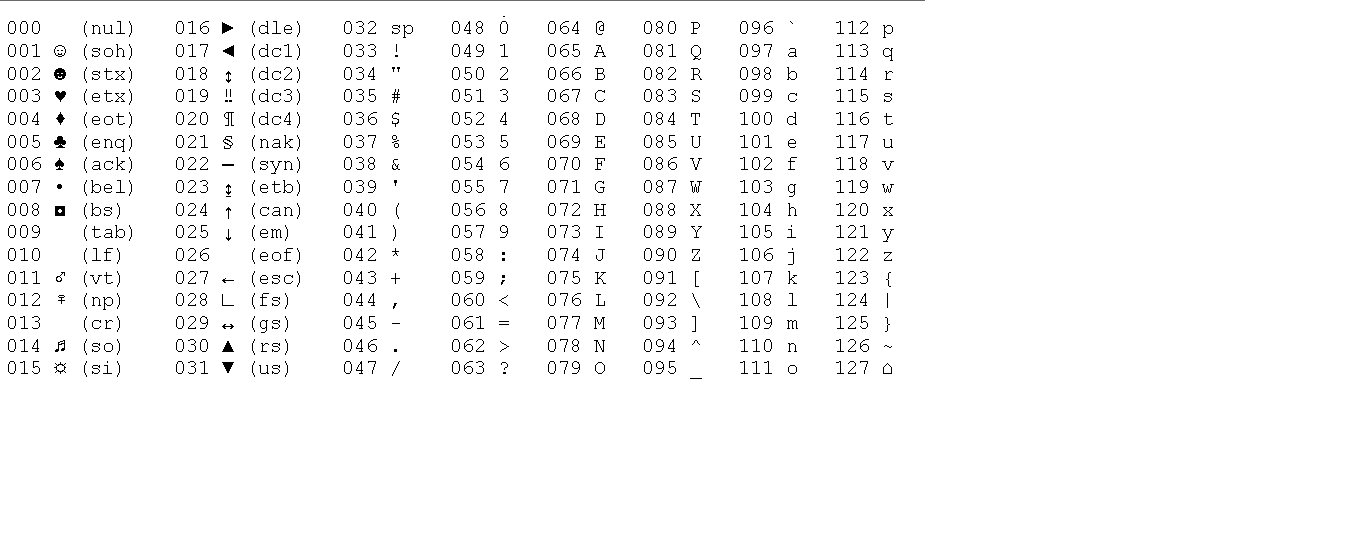 000   (nul)   016 ► (dle)   032 sp   048 0   064 @   080 P   096 `   112 p
001 ☺ (soh)   017 ◄ (dc1)   033 !   049 1   065 A   081 Q   097 a   113 q
002 ☻ (stx)   018 ↕ (dc2)   034 "   050 2   066 B   082 R   098 b   114 r
003 ♥ (etx)   019 ‼ (dc3)   035 #   051 3   067 C   083 S   099 c   115 s
004 ♦ (eot)   020 ¶ (dc4)   036 $   052 4   068 D   084 T   100 d   116 t
005 ♣ (enq)   021 § (nak)   037 %   053 5   069 E   085 U   101 e   117 u
006 ♠ (ack)   022 ▬ (syn)   038 &   054 6   070 F   086 V   102 f   118 v
007 • (bel)   023 ↨ (etb)   039 '   055 7   071 G   087 W   103 g   119 w
008 ◘ (bs)   024 ↑ (can)   040 (   056 8   072 H   088 X   104 h   120 x
009   (tab)   025 ↓ (em)   041 )   057 9   073 I   089 Y   105 i   121 y
010   (lf)   026   (eof)   042 *   058 :   074 J   090 Z   106 j   122 z
011 ♂ (vt)   027 ← (esc)   043 +   059 ;   075 K   091 [   107 k   123 {
012 ♀ (np)   028 ∟ (fs)   044 ,   060 <   076 L   092 \   108 l   124 |
013   (cr)   029 ↔ (gs)   045 -   061 =   077 M   093 ]   109 m   125 }
014 ♬ (so)   030 ▲ (rs)   046 .   062 >   078 N   094 ^   110 n   126 ~
015 ☼ (si)   031 ▼ (us)   047 /   063 ?   079 O   095 _   111 o   127 ⌂